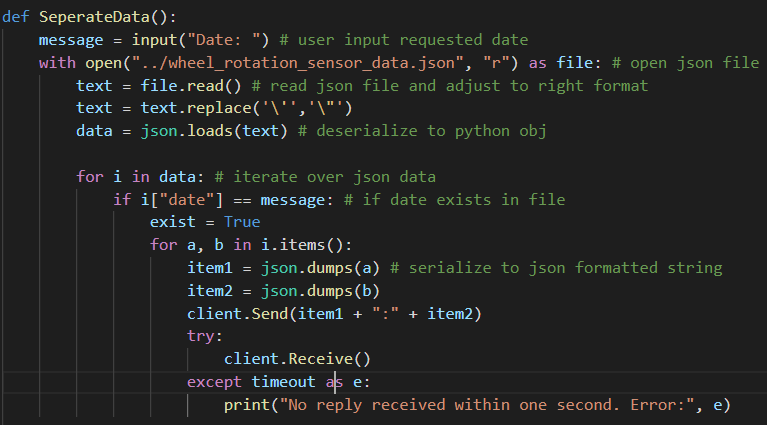 def SeperateData():
    message = input("Date: ") # user input requested date
    with open("../wheel_rotation_sensor_data.json", "r") as file: # open json file
        text = file.read() # read json file and adjust to right format
        text = text.replace('\'','\"')
        data = json.loads(text) # deserialize to python obj

        for i in data: # iterate over json data
            if i["date"] == message: # if date exists in file
                exist = True
                for a, b in i.items():
                    item1 = json.dumps(a) # serialize to json formatted string
                    item2 = json.dumps(b)
                    client.Send(item1 + ":" + item2)
                    try:
                        client.Receive()
                    except timeout as e:
                        print("No reply received within one second. Error:", e)